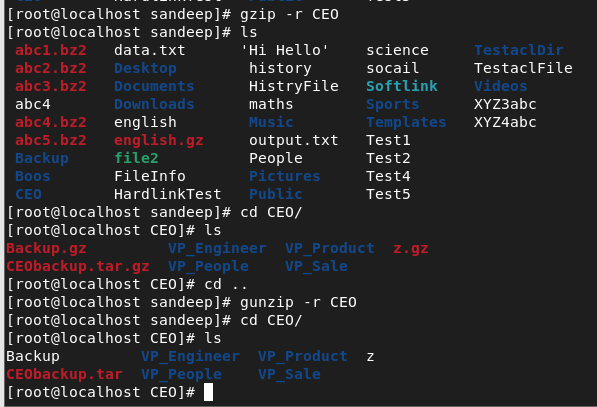 [root@localhost sandeep]# gzip -r CEO
[root@localhost sandeep]# ls
abc1.bz2 data.txt 'Hi Hello' science TestaclDir
abc2.bz2 Desktop history socail TestaclFile
abc3.bz2 Documents HistryFile Softlink Videos
abc4 Downloads maths Sports XYZ3abc
abc4.bz2 english Music Templates XYZ4abc
abc5.bz2 english.gz output.txt Test1
Backup file2 People Test2
Boos FileInfo Pictures Test4
CEO HardlinkTest Public Test5
[root@localhost sandeep]# cd CEO/
[root@localhost CEO]# ls
Backup.gz VP_Engineer VP_Product z.gz
CEObackup.tar.gz VP_People VP_Sale
[root@localhost CEO]# cd ..
[root@localhost sandeep]# gunzip -r CEO
[root@localhost sandeep]# cd CEO/
[root@localhost CEO]# ls
Backup VP_Engineer VP_Product z
CEObackup.tar VP_People VP_Sale
[root@localhost CEO]#